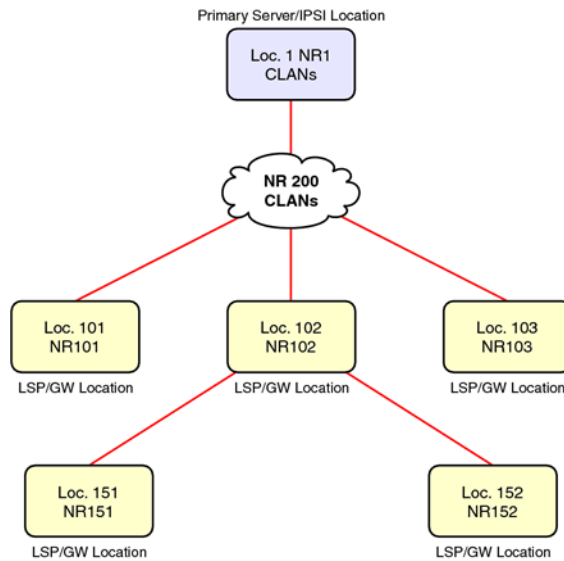 Primary Server/IPSI Location
Loc. 1 NR1
CLANs
NR 200
CLANs
Loc. 101
NR101
Loc. 102
NR102
Loc. 103
NR103
LSP/GW Location
LSP/GW Location
LSP/GW Location
Loc. 151
NR151
Loc. 152
NR152
LSP/GW Location
LSP/GW Location